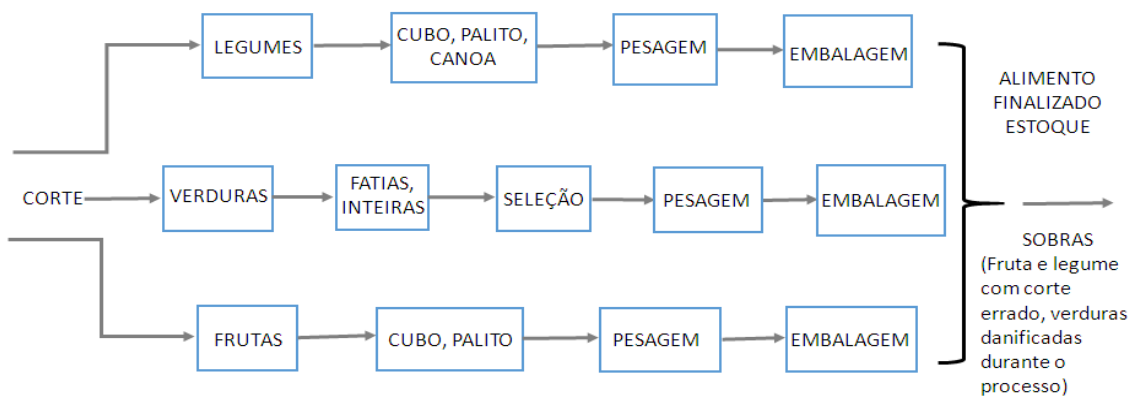 LEGUMES
CUBO, PALITO,
CANOA
PESAGEM
EMBALAGEM
ALIMENTO
FINALIZADO
ESTOQUE
CORTE
VERDURAS
FATIAS,
INTEIRAS
SELEÇÃO
PESAGEM
EMBALAGEM
SOBRAS
(Fruta e legume
com corte
errado, verduras
danificadas
durante o
processo)
FRUTAS
CUBO, PALITO
PESAGEM
EMBALAGEM